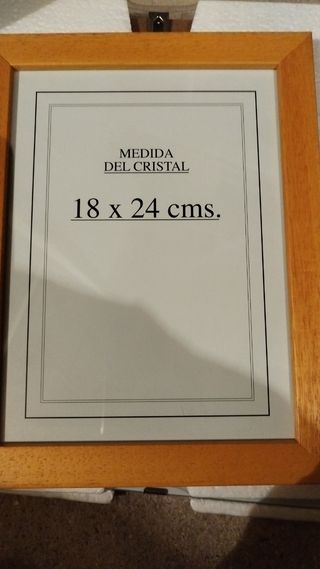 MEDIDA
DEL CRISTAL
18 x 24 cms.